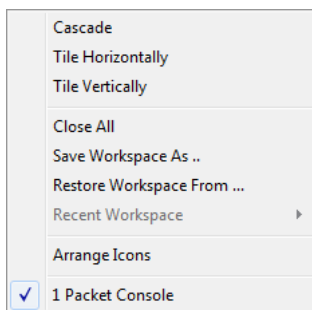 Cascade
Tile Horizontally
Tile Vertically
Close All
Save Workspace As ..
Restore Workspace From ...
Recent Workspace
Arrange Icons
1 Packet Console